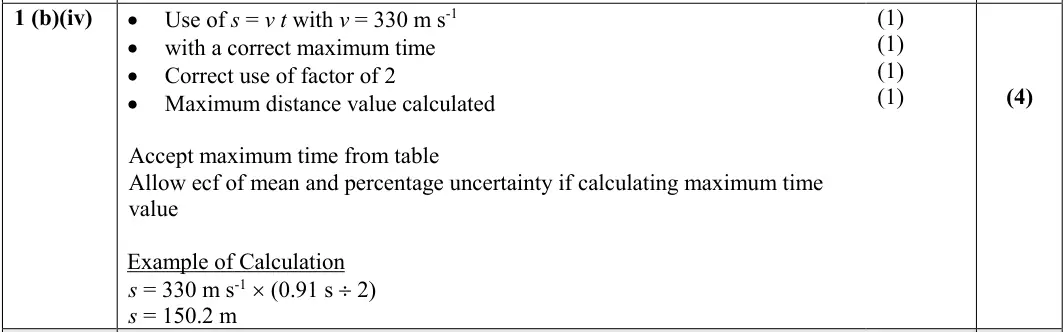 1 (b)(iv) • Use of s = v t with v = 330 m s⁻¹ (1)
• with a correct maximum time (1)
• Correct use of factor of 2 (1)
• Maximum distance value calculated (1) (4)
Accept maximum time from table
Allow ecf of mean and percentage uncertainty if calculating maximum time
value
Example of Calculation
s = 330 m s⁻¹ × (0.91 s ÷ 2)
s = 150.2 m